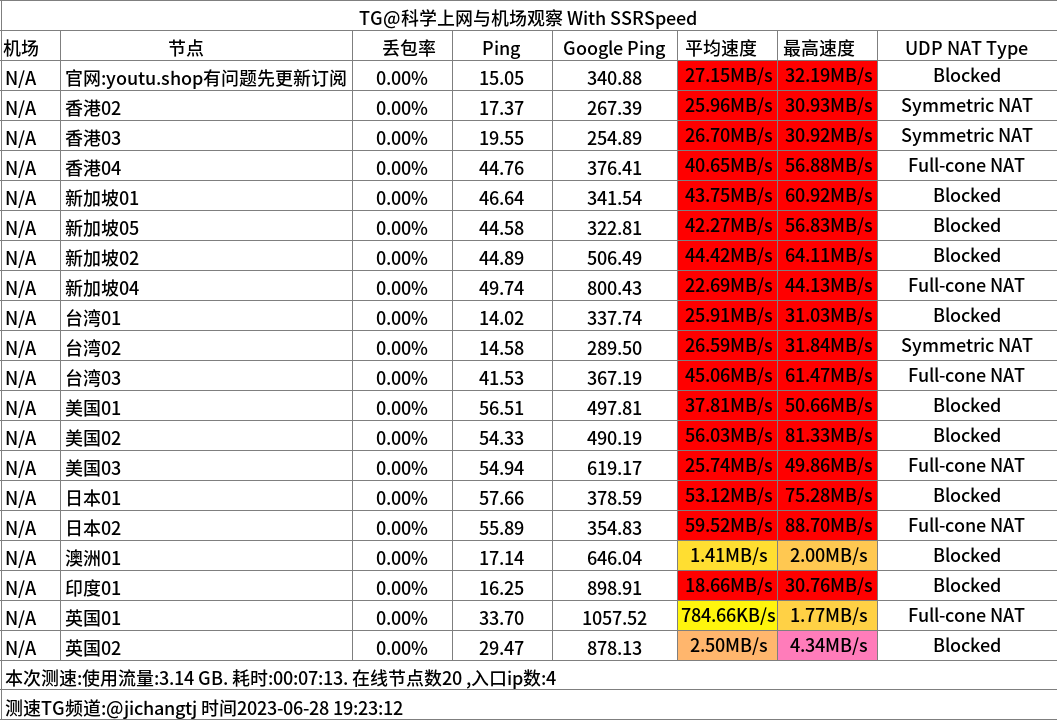 TG@科学上网与机场观察 With SSRSpeed
机场 节点 丢包率 Ping Google Ping 平均速度 最高速度 UDP NAT Type
N/A 官网:youtu.shop有问题先更新订阅 0.00% 15.05 340.88 27.15MB/s 32.19MB/s Blocked
N/A 香港02 0.00% 17.37 267.39 25.96MB/s 30.93MB/s Symmetric NAT
N/A 香港03 0.00% 19.55 254.89 26.70MB/s 30.92MB/s Symmetric NAT
N/A 香港04 0.00% 44.76 376.41 40.65MB/s 56.88MB/s Full-cone NAT
N/A 新加坡01 0.00% 46.64 341.54 43.75MB/s 60.92MB/s Blocked
N/A 新加坡05 0.00% 44.58 322.81 42.27MB/s 56.83MB/s Blocked
N/A 新加坡02 0.00% 44.89 506.49 44.42MB/s 64.11MB/s Blocked
N/A 新加坡04 0.00% 49.74 800.43 22.69MB/s 44.13MB/s Full-cone NAT
N/A 台湾01 0.00% 14.02 337.74 25.91MB/s 31.03MB/s Blocked
N/A 台湾02 0.00% 14.58 289.50 26.59MB/s 31.84MB/s Symmetric NAT
N/A 台湾03 0.00% 41.53 367.19 45.06MB/s 61.47MB/s Full-cone NAT
N/A 美国01 0.00% 56.51 497.81 37.81MB/s 50.66MB/s Blocked
N/A 美国02 0.00% 54.33 490.19 56.03MB/s 81.33MB/s Blocked
N/A 美国03 0.00% 54.94 619.17 25.74MB/s 49.86MB/s Full-cone NAT
N/A 日本01 0.00% 57.66 378.59 53.12MB/s 75.28MB/s Blocked
N/A 日本02 0.00% 55.89 354.83 59.52MB/s 88.70MB/s Full-cone NAT
N/A 澳洲01 0.00% 17.14 646.04 1.41MB/s 2.00MB/s Blocked
N/A 印度01 0.00% 16.25 898.91 18.66MB/s 30.76MB/s Blocked
N/A 英国01 0.00% 33.70 1057.52 784.66KB/s 1.77MB/s Full-cone NAT
N/A 英国02 0.00% 29.47 878.13 2.50MB/s 4.34MB/s Blocked
本次测速:使用流量:3.14 GB. 耗时:00:07:13. 在线节点数20 ,入口ip数:4
测速TG频道:@jichangtj 时间2023-06-28 19:23:12